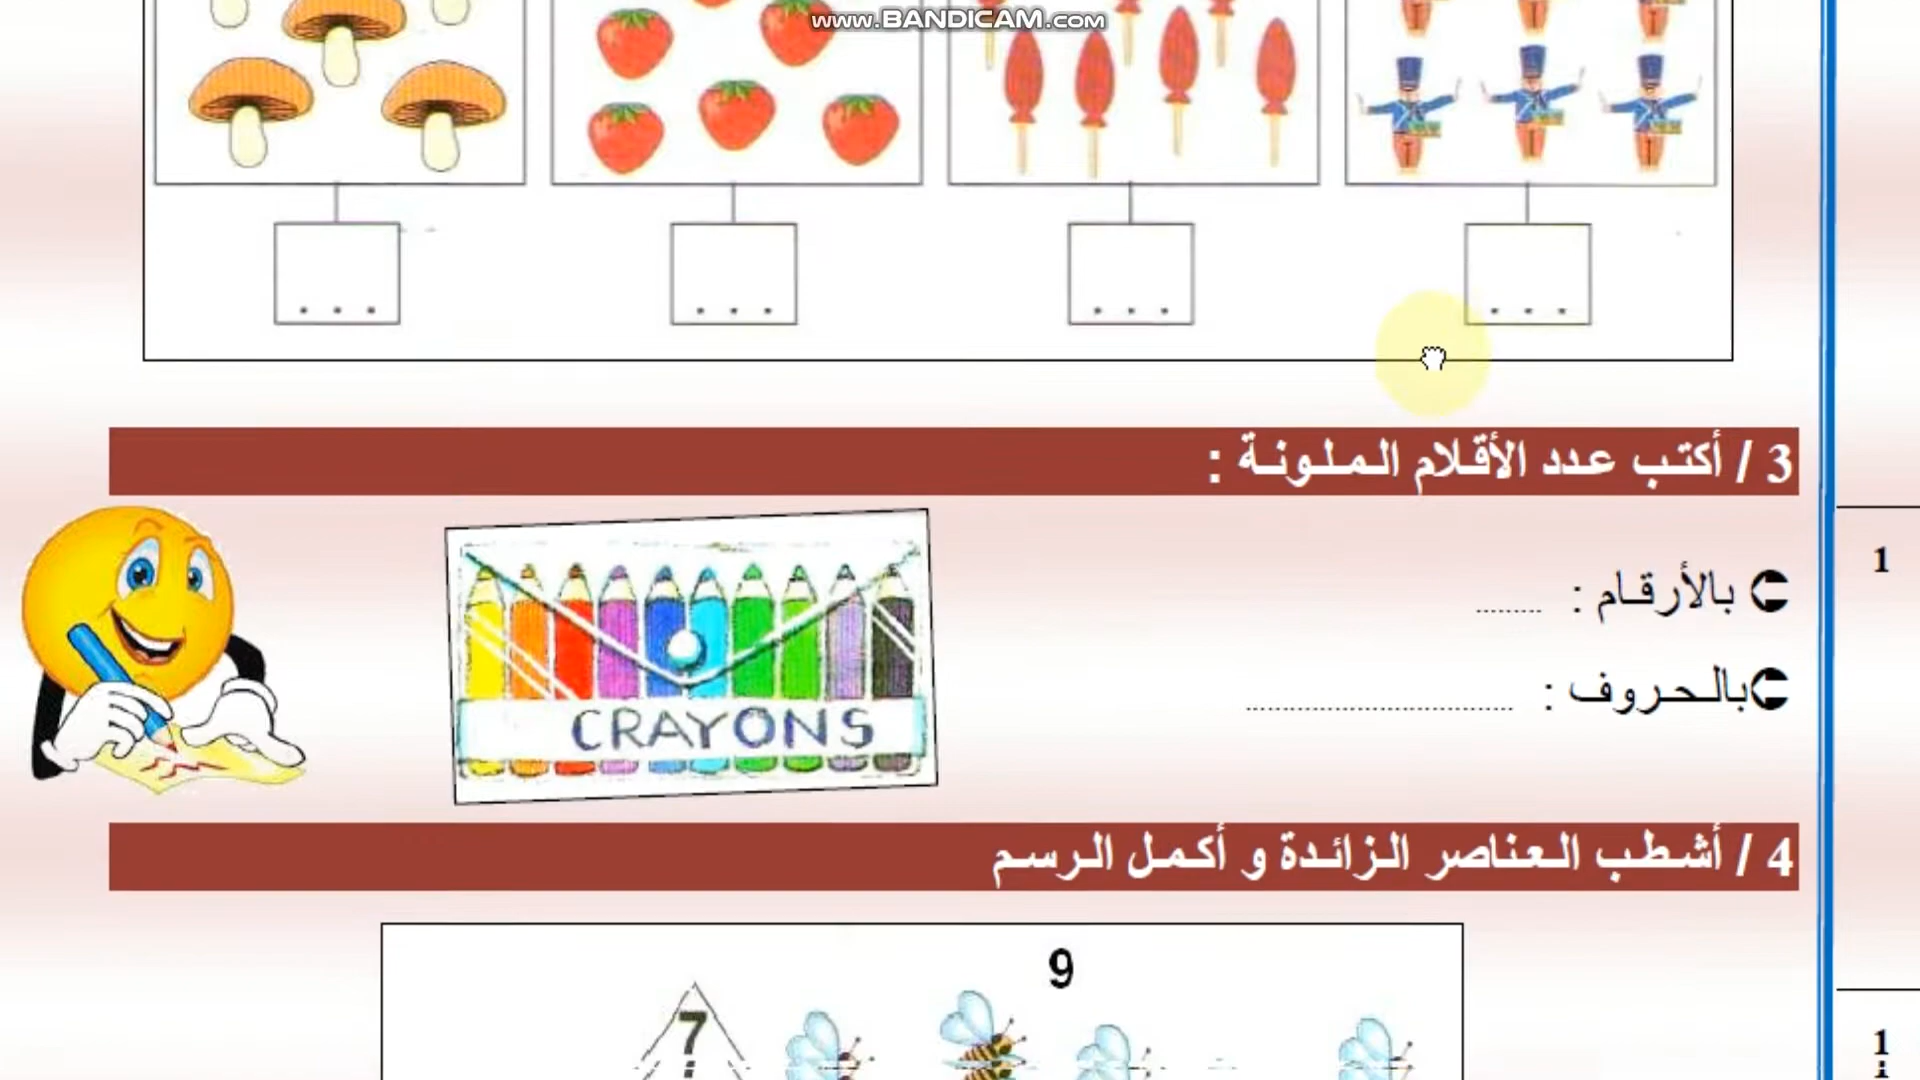 www.BANDICAM.com
. . .
. . .
. . .
. . .
3 / أكتب عدد الأقلام الملونة :
1
بالأرقام : ........
بالحروف : ................................
CRAYONS
4 / أشطب العناصر الزائدة و أكمل الرسم
9
7
1